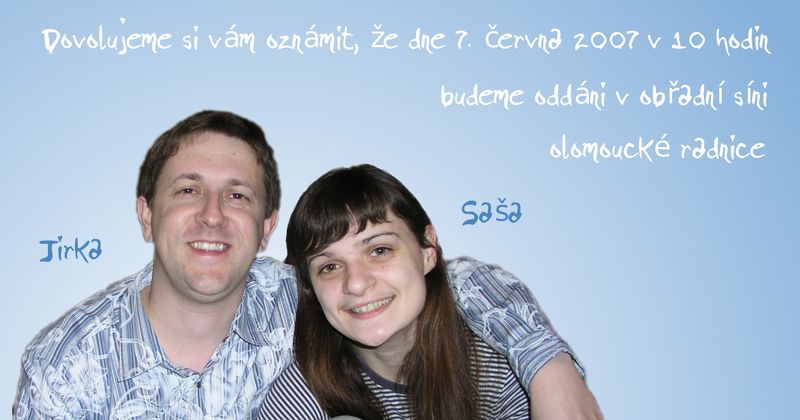 Dovolujeme si vám oznámit, že dne 7. června 2007 v 10 hodin
budeme oddáni v obřadní síni
olomoucké radnice
Saša
Jirka